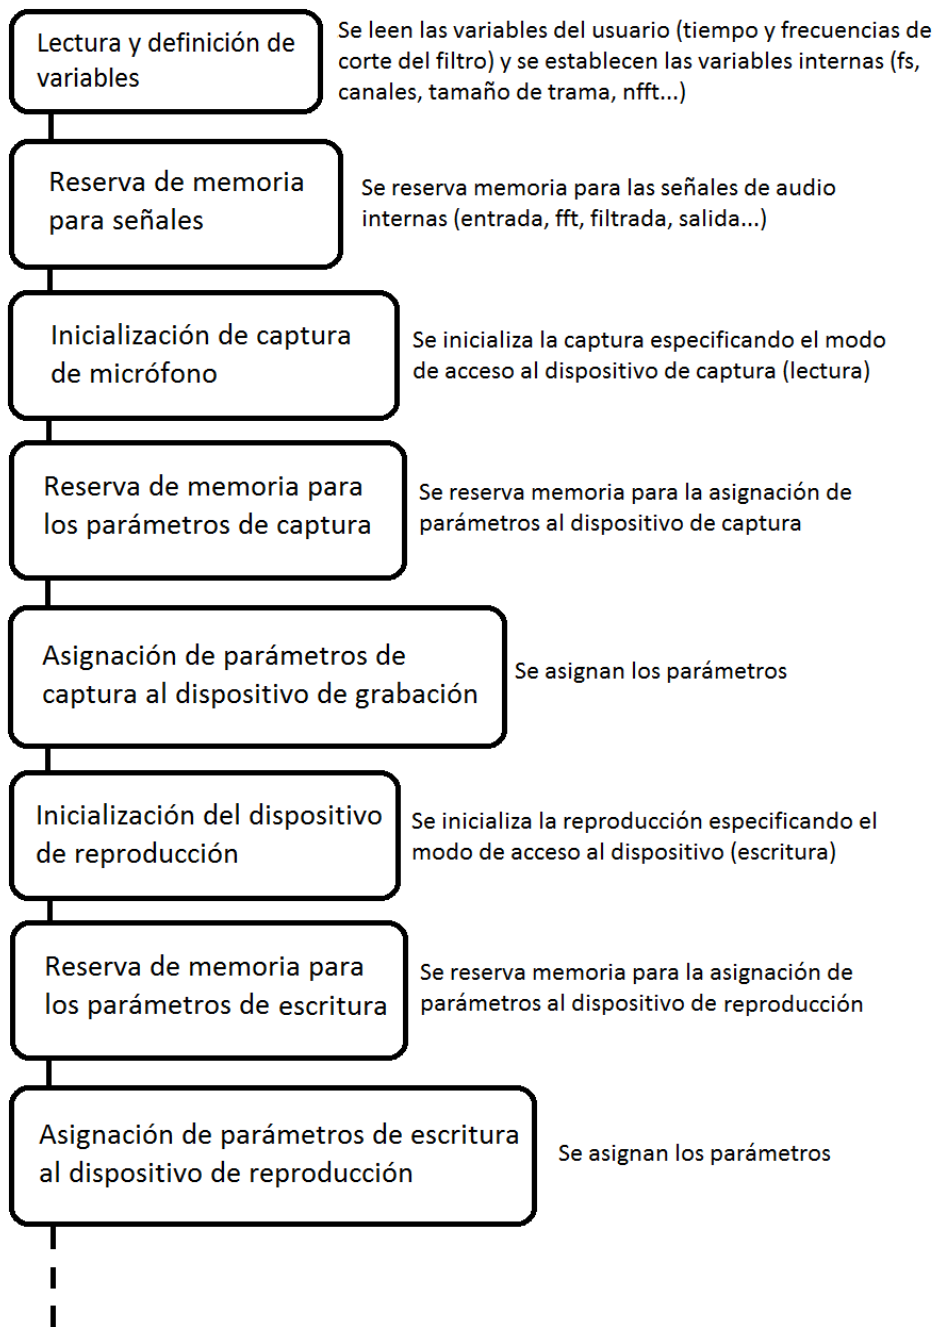 Lectura y definición de
variables
Se leen las variables del usuario (tiempo y frecuencias de
corte del filtro) y se establecen las variables internas (fs,
canales, tamaño de trama, nfft...)
Reserva de memoria
para señales
Se reserva memoria para las señales de audio
internas (entrada, fft, filtrada, salida...)
Inicialización de captura
de micrófono
Se inicializa la captura especificando el modo
de acceso al dispositivo de captura (lectura)
Reserva de memoria para
los parámetros de captura
Se reserva memoria para la asignación de
parámetros al dispositivo de captura
Asignación de parámetros de
captura al dispositivo de grabación
Se asignan los parámetros
Inicialización del dispositivo
de reproducción
Se inicializa la reproducción especificando el
modo de acceso al dispositivo (escritura)
Reserva de memoria para
los parámetros de escritura
Se reserva memoria para la asignación de
parámetros al dispositivo de reproducción
Asignación de parámetros de escritura
al dispositivo de reproducción
Se asignan los parámetros